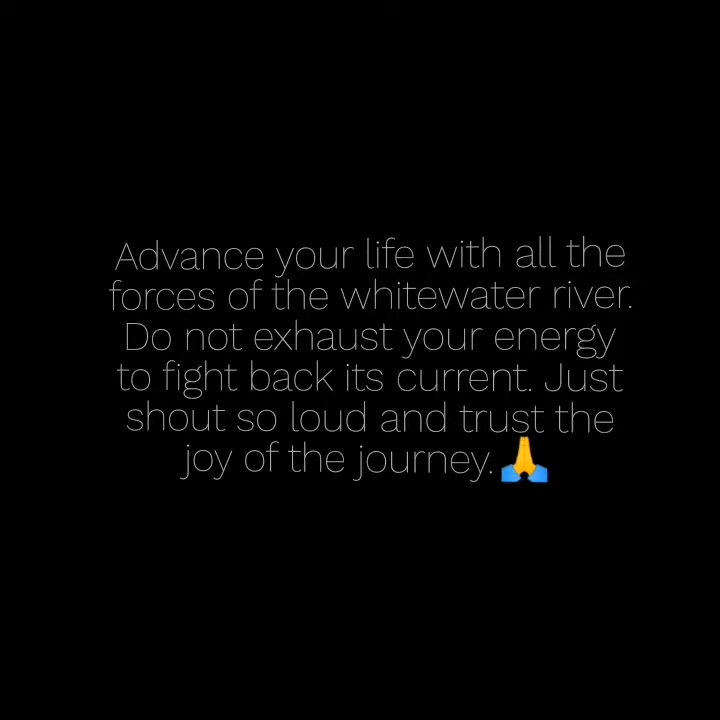 Advance your life with all the
forces of the whitewater river.
Do not exhaust your energy
to fight back its current. Just
shout so loud and trust the
joy of the journey.🙏